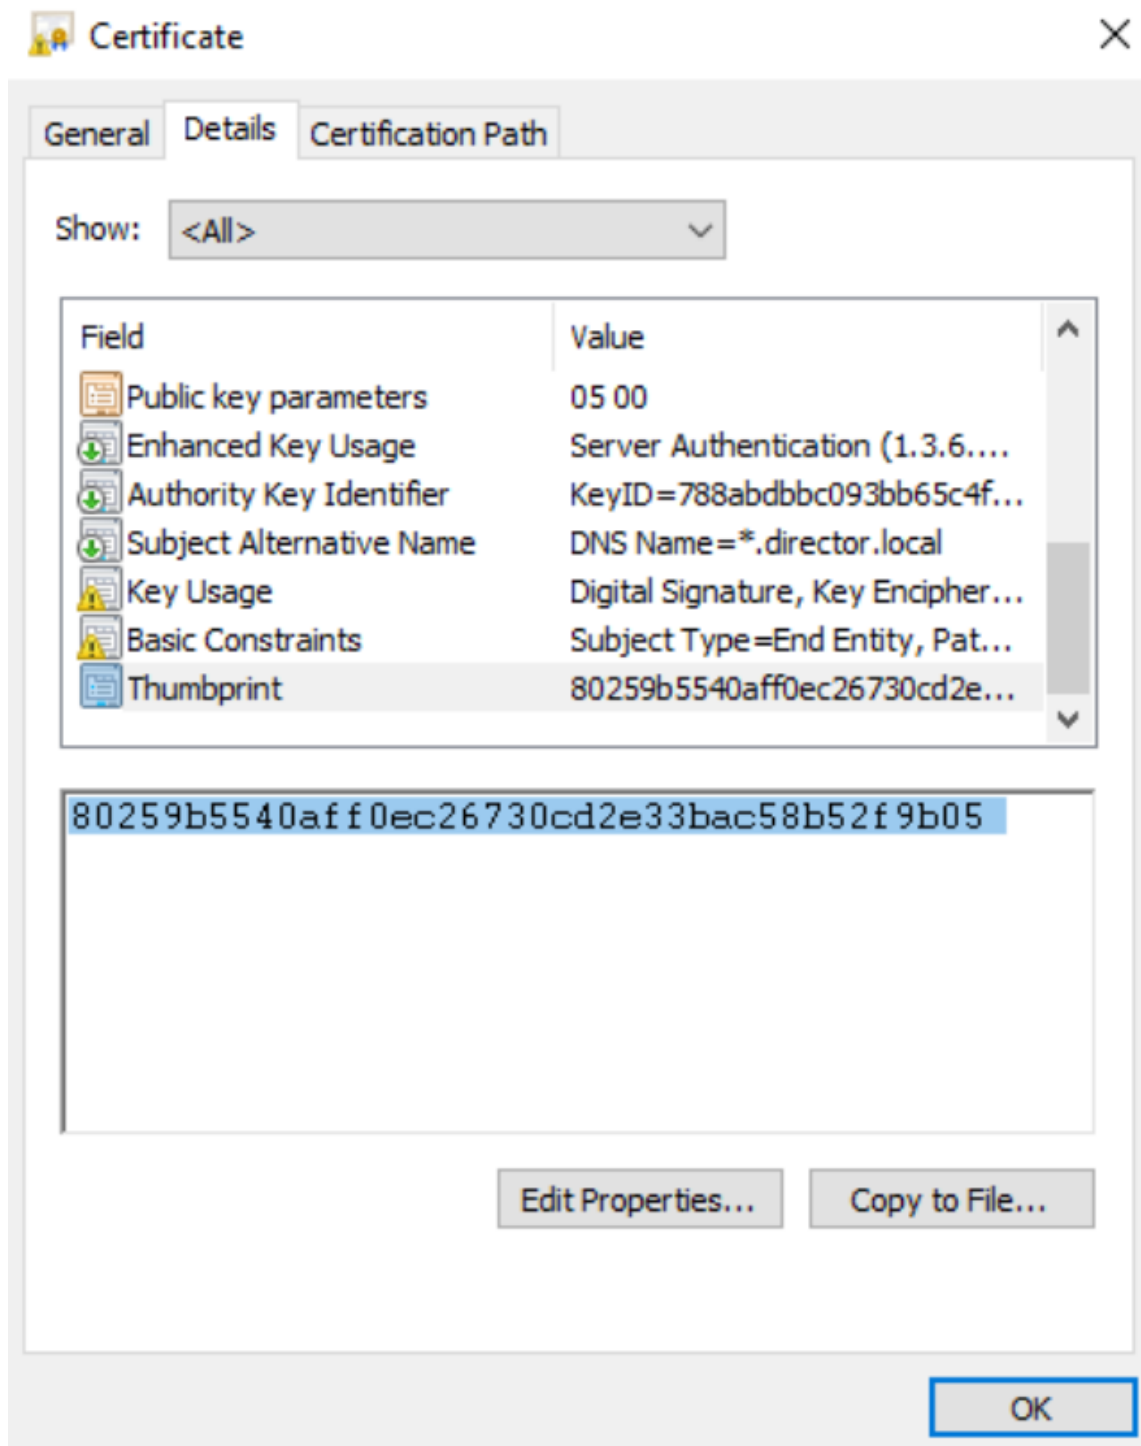 Certificate
General Details Certification Path
Show: <All>
Field Value
Public key parameters 05 00
Enhanced Key Usage Server Authentication (1.3.6....
Authority Key Identifier KeyID=788abdbbc093bb65c4f...
Subject Alternative Name DNS Name=*.director.local
Key Usage Digital Signature, Key Encipher...
Basic Constraints Subject Type=End Entity, Pat...
Thumbprint 80259b5540aff0ec26730cd2e...
80259b5540aff0ec26730cd2e33bac58b52f9b05
Edit Properties... Copy to File...
OK